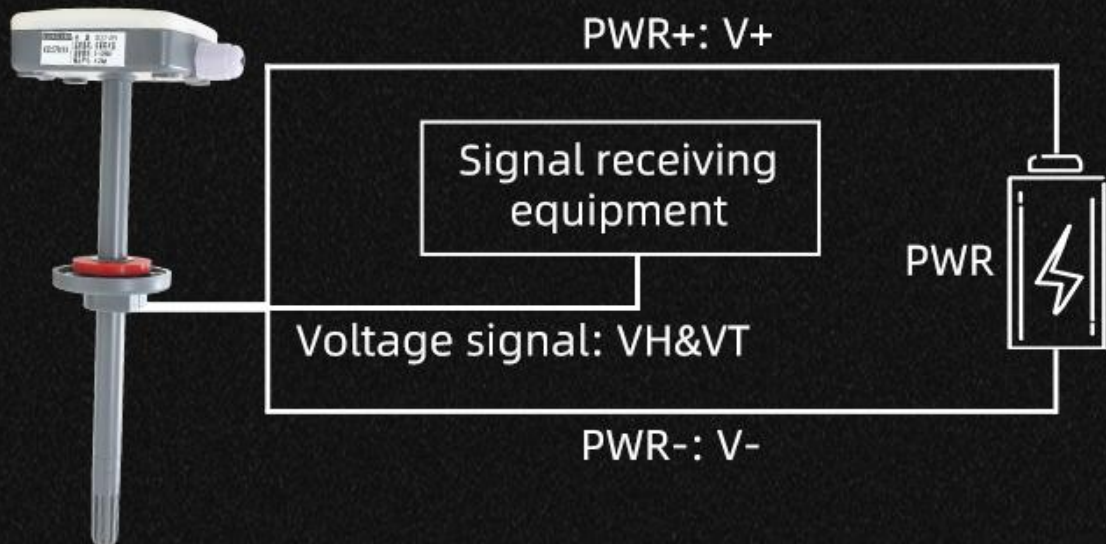 PWR+: V+
Signal receiving
equipment
PWR
Voltage signal: VH&VT
PWR-: V-